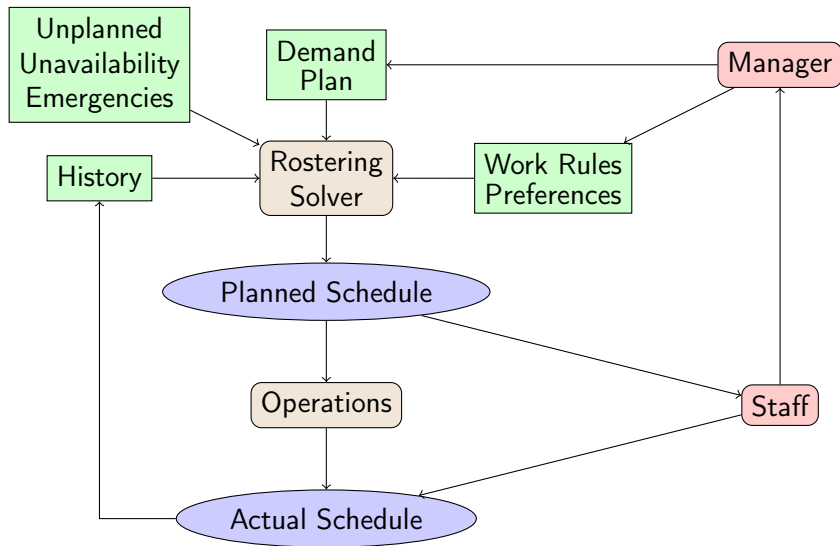 Unplanned
Unavailability
Emergencies
Demand
Plan
Manager
History
Rostering
Solver
Work Rules
Preferences
Planned Schedule
Operations
Staff
Actual Schedule